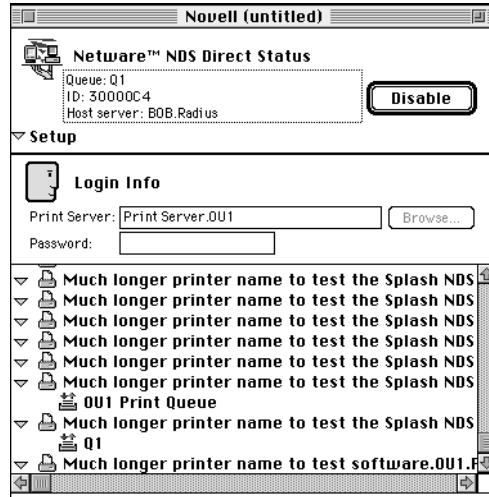 Novell (untitled)
Netware™ NDS Direct Status
Queue: Q1
ID: 30000C4
Host server: BOB.Radius
Disable
Setup
Login Info
Print Server: Print Server.OU1
Browse...
Password:
Much longer printer name to test the Splash NDS
Much longer printer name to test the Splash NDS
Much longer printer name to test the Splash NDS
Much longer printer name to test the Splash NDS
Much longer printer name to test the Splash NDS
Much longer printer name to test the Splash NDS
OU1 Print Queue
Much longer printer name to test the Splash NDS
Q1
Much longer printer name to test software.OU1.F